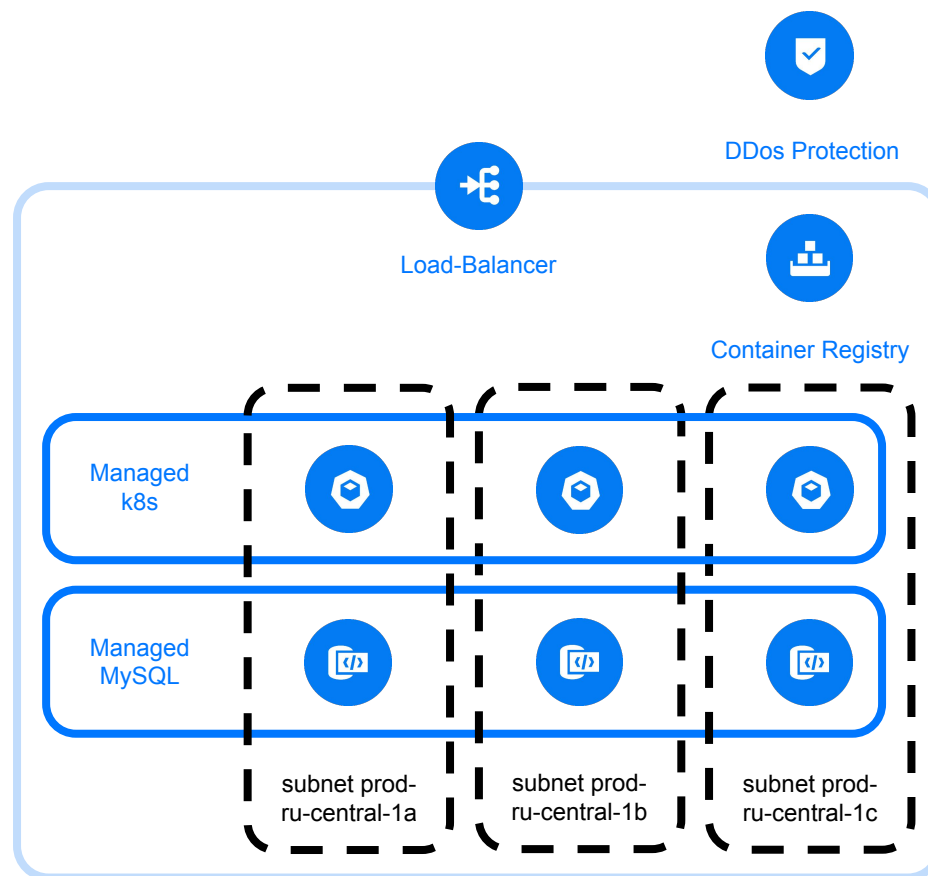 DDos Protection
Load-Balancer
Container Registry
Managed
k8s
Managed
MySQL
subnet prod-
ru-central-1a
subnet prod-
ru-central-1b
subnet prod-
ru-central-1c